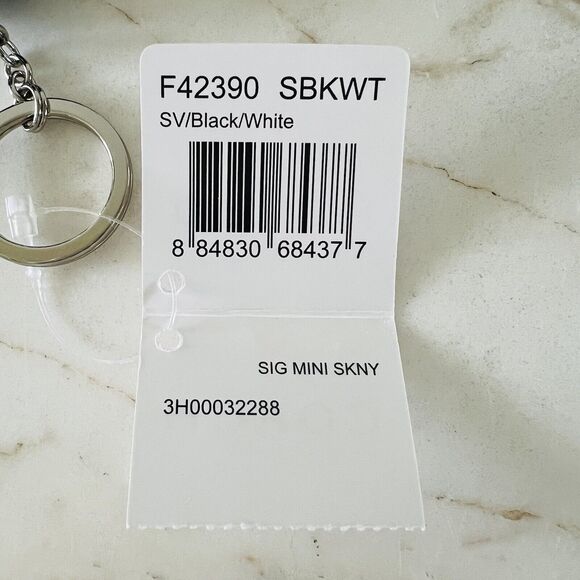 F42390 SBKWT
SV/Black/White
8 84830 68437 7
SIG MINI SKNY
3H00032288